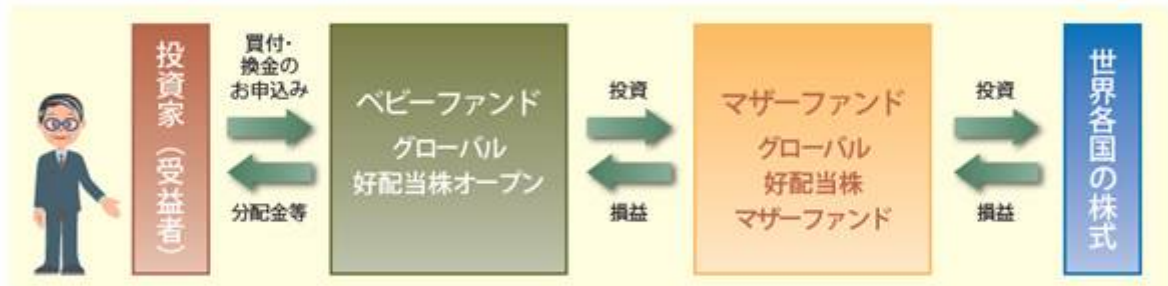 投資家（受益者）
買付・
換金の
お申込み
分配金等
ベビーファンド
グローバル
好配当株オープン
投資
損益
マザーファンド
グローバル
好配当株
マザーファンド
投資
損益
世界各国の株式